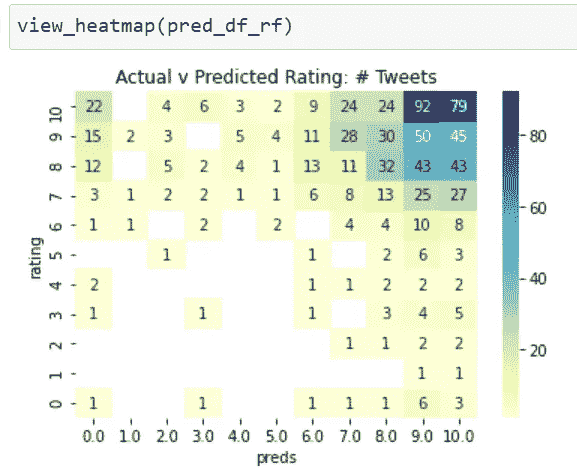 view_heatmap(pred_df_rf)
Actual v Predicted Rating: # Tweets
10 22 4 6 3 2 9 24 24 92 79
9 15 2 3 5 4 11 28 30 50 45
8 12 5 2 4 1 13 11 32 43 43
7 3 1 2 2 1 1 6 8 13 25 27
6 1 1 2 2 4 4 10 8
5 1 1 2 6 3
4 2 1 1 2 2 2
3 1 1 1 3 4 5
2 1 1 2 2
1 1 1
0 1 1 1 1 1 6 3
0.0 1.0 2.0 3.0 4.0 5.0 6.0 7.0 8.0 9.0 10.0
preds
rating
80
60
40
20